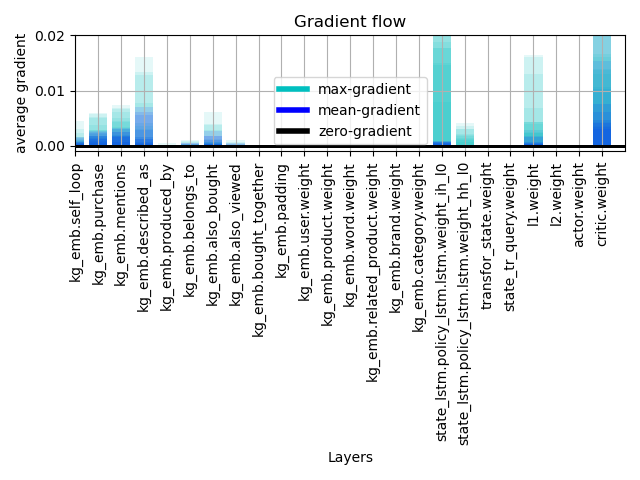 Gradient flow
average gradient
0.02
0.01
0.00
max-gradient
mean-gradient
zero-gradient
kg_emb.self_loop
kg_emb.purchase
kg_emb.mentions
kg_emb.described_as
kg_emb.produced_by
kg_emb.belongs_to
kg_emb.also_bought
kg_emb.also_viewed
kg_emb.bought_together
kg_emb.padding
kg_emb.user.weight
kg_emb.product.weight
kg_emb.word.weight
kg_emb.related_product.weight
kg_emb.brand.weight
kg_emb.category.weight
state_lstm.policy_lstm.lstm.weight_ih_l0
state_lstm.policy_lstm.lstm.weight_hh_l0
transfor_state.weight
state_tr_query.weight
l1.weight
l2.weight
actor.weight
critic.weight
Layers